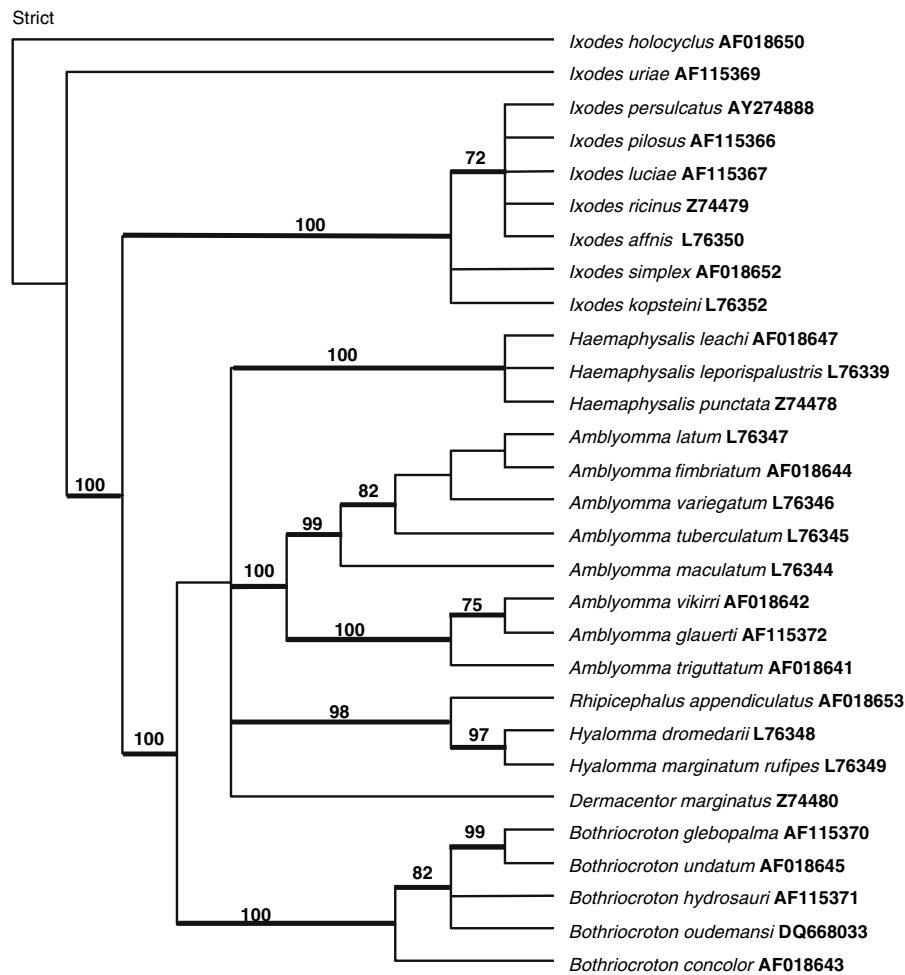 Strict
Ixodes holocyclus AF018650
Ixodes uriae AF115369
Ixodes persulcatus AY274888
Ixodes pilosus AF115366
72
Ixodes luciae AF115367
Ixodes ricinus Z74479
100
Ixodes affnis L76350
Ixodes simplex AF018652
Ixodes kopsteini L76352
Haemaphysalis leachi AF018647
100
Haemaphysalis leporispalustris L76339
Haemaphysalis punctata Z74478
Amblyomma latum L76347
Amblyomma fimbriatum AF018644
100
82
Amblyomma variegatum L76346
99
Amblyomma tuberculatum L76345
100
Amblyomma maculatum L76344
75
Amblyomma vikirri AF018642
100
Amblyomma glauerti AF115372
Amblyomma triguttatum AF018641
Rhipicephalus appendiculatus AF018653
98
97
Hyalomma dromedarii L76348
100
Hyalomma marginatum rufipes L76349
Dermacentor marginatus Z74480
99
Bothriocroton glebopalma AF115370
82
Bothriocroton undatum AF018645
Bothriocroton hydrosauri AF115371
100
Bothriocroton oudemansi DQ668033
Bothriocroton concolor AF018643